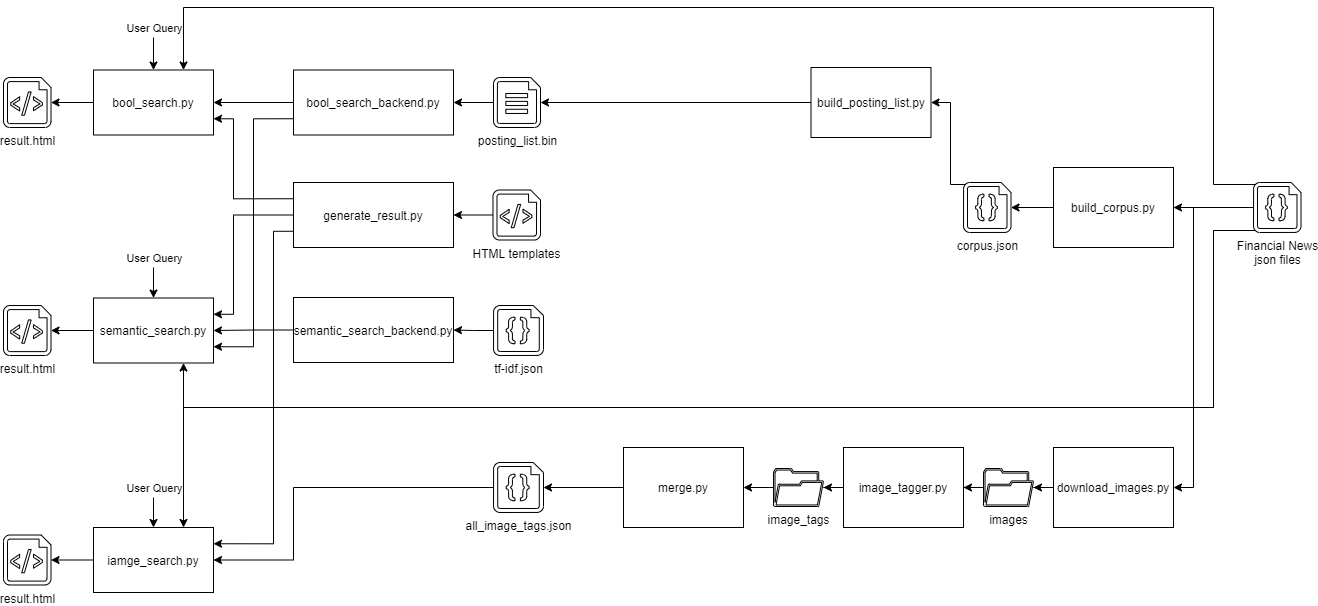 User Query
bool_search.py
bool_search_backend.py
build_posting_list.py
result.html
posting_list.bin
generate_result.py
build_corpus.py
HTML templates
corpus.json
Financial News
json files
User Query
semantic_search.py
semantic_search_backend.py
result.html
tf-idf.json
User Query
merge.py
image_tagger.py
download_images.py
all_image_tags.json
image_tags
images
iamge_search.py
result.html